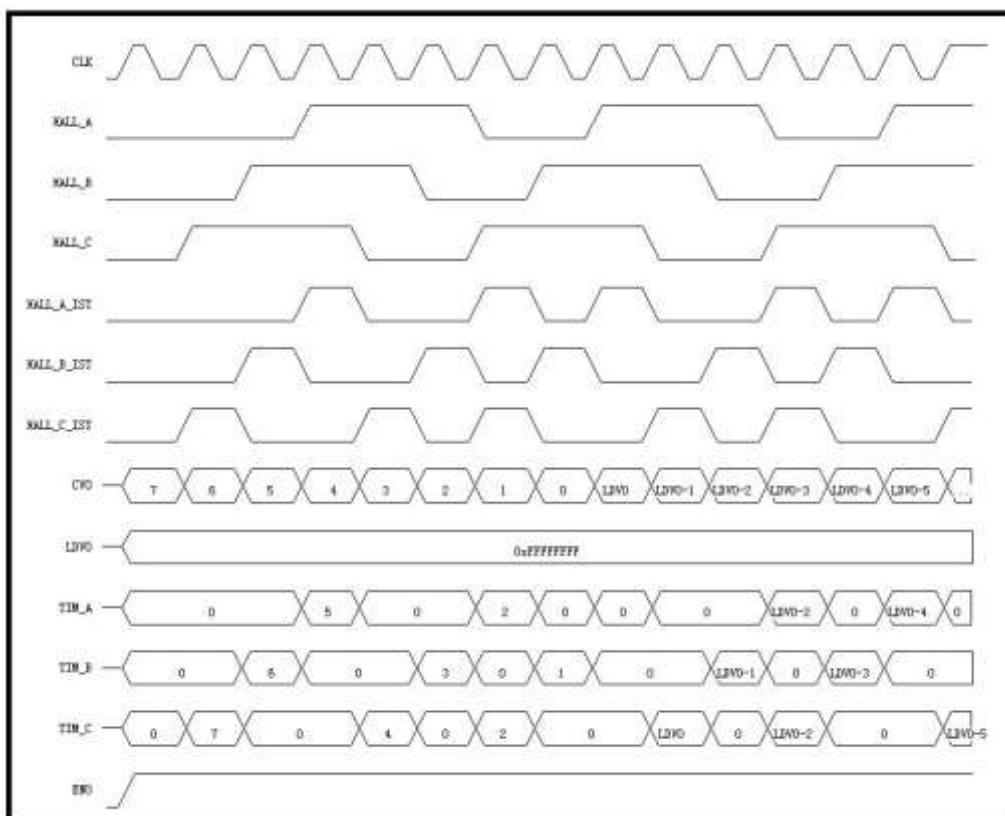 CLK
HALL_A
HALL_B
HALL_C
HALL_A_IST
HALL_B_IST
HALL_C_IST
CVO 7 6 5 4 3 2 1 0 LDVO LDVO-1 LDVO-2 LDVO-3 LDVO-4 LDVO-5 ..
LDVO 0xFFFFFFFF
TIM_A 0 5 0 2 0 0 0 LDVO-2 0 LDVO-4 0
TIM_B 0 6 0 3 0 1 0 LDVO-1 0 LDVO-3 0
TIM_C 0 7 0 4 0 2 0 LDVO 0 LDVO-2 0 LDVO-5
ENO